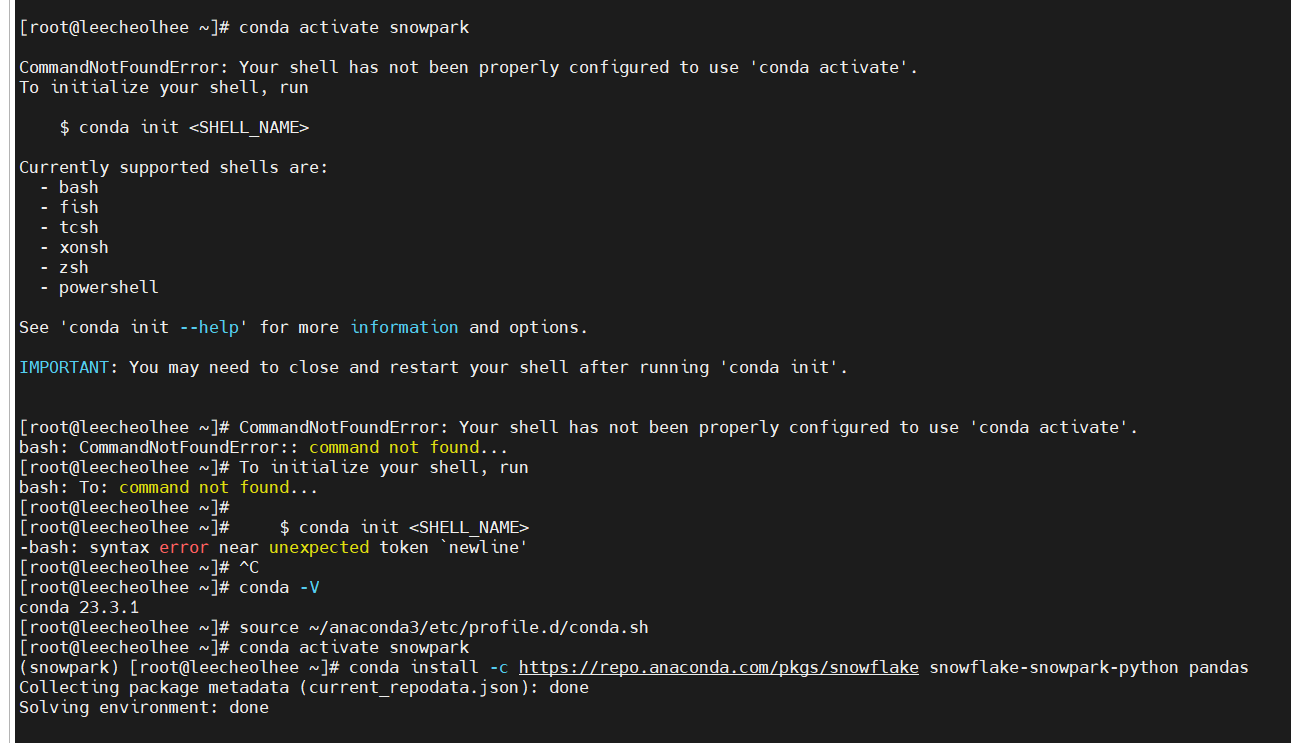 [root@leecheolhee ~]# conda activate snowpark
CommandNotFoundError: Your shell has not been properly configured to use 'conda activate'.
To initialize your shell, run
$ conda init <SHELL_NAME>
Currently supported shells are:
- bash
- fish
- tcsh
- xonsh
- zsh
- powershell
See 'conda init --help' for more information and options.
IMPORTANT: You may need to close and restart your shell after running 'conda init'.
[root@leecheolhee ~]# CommandNotFoundError: Your shell has not been properly configured to use 'conda activate'.
bash: CommandNotFoundError:: command not found...
[root@leecheolhee ~]# To initialize your shell, run
bash: To: command not found...
[root@leecheolhee ~]#
[root@leecheolhee ~]#     $ conda init <SHELL_NAME>
-bash: syntax error near unexpected token `newline'
[root@leecheolhee ~]# ^C
[root@leecheolhee ~]# conda -V
conda 23.3.1
[root@leecheolhee ~]# source ~/anaconda3/etc/profile.d/conda.sh
[root@leecheolhee ~]# conda activate snowpark
(snowpark) [root@leecheolhee ~]# conda install -c https://repo.anaconda.com/pkgs/snowflake snowflake-snowpark-python pandas
Collecting package metadata (current_repodata.json): done
Solving environment: done